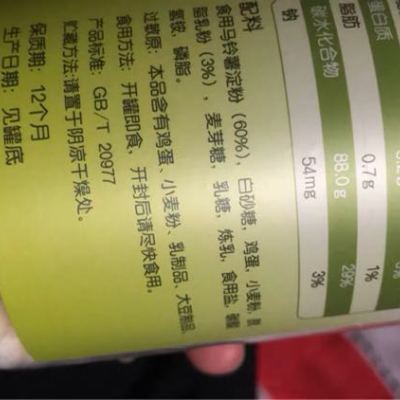 蛋白质
脂肪 0.7g 1%
碳水化合物 88.0g 29%
钠 54mg 3%
配料
食用马铃薯淀粉（60%），白砂糖，鸡蛋，小麦粉，
脂乳粉（3%），麦芽糖，乳糖，炼乳，食用盐，
氢铵，磷脂。
过敏原：本品含有鸡蛋、小麦粉、乳制品、大豆制品。
食用方法：开罐即食，开封后请尽快食用。
产品标准：GB/T 20977
贮藏方法:请置于阴凉干燥处。
保质期：12个月
生产日期：见罐底